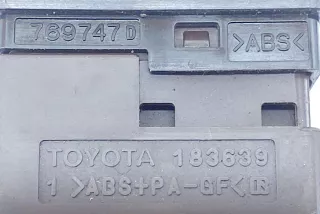 769747 D >ABS<
TOYOTA 183639
1 >ABS+PA-GF<